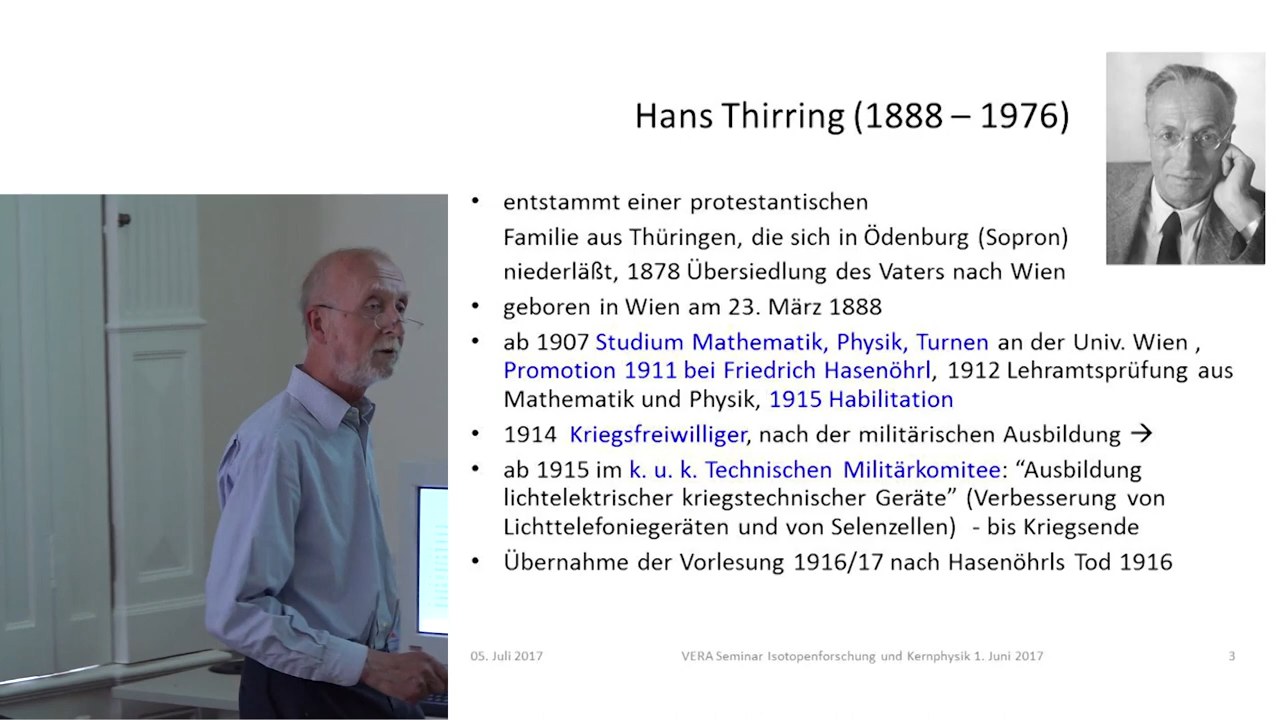 Hans Thirring (1888 – 1976)
• entstammt einer protestantischen
Familie aus Thüringen, die sich in Ödenburg (Sopron)
niederläßt, 1878 Übersiedlung des Vaters nach Wien
• geboren in Wien am 23. März 1888
• ab 1907 Studium Mathematik, Physik, Turnen an der Univ. Wien ,
Promotion 1911 bei Friedrich Hasenöhrl, 1912 Lehramtsprüfung aus
Mathematik und Physik, 1915 Habilitation
• 1914 Kriegsfreiwilliger, nach der militärischen Ausbildung →
• ab 1915 im k. u. k. Technischen Militärkomitee: “Ausbildung
lichtelektrischer kriegstechnischer Geräte” (Verbesserung von
Lichttelefoniegeräten und von Selenzellen) - bis Kriegsende
• Übernahme der Vorlesung 1916/17 nach Hasenöhrls Tod 1916
05. Juli 2017 VERA Seminar Isotopenforschung und Kernphysik 1. Juni 2017 3